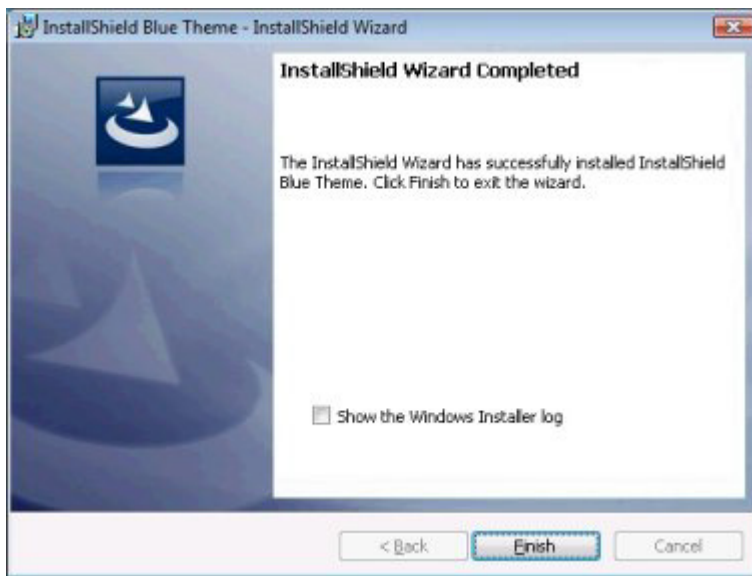 InstallShield Blue Theme - InstallShield Wizard
InstallShield Wizard Completed
The InstallShield Wizard has successfully installed InstallShield
Blue Theme. Click Finish to exit the wizard.
Show the Windows Installer log
< Back
Finish
Cancel